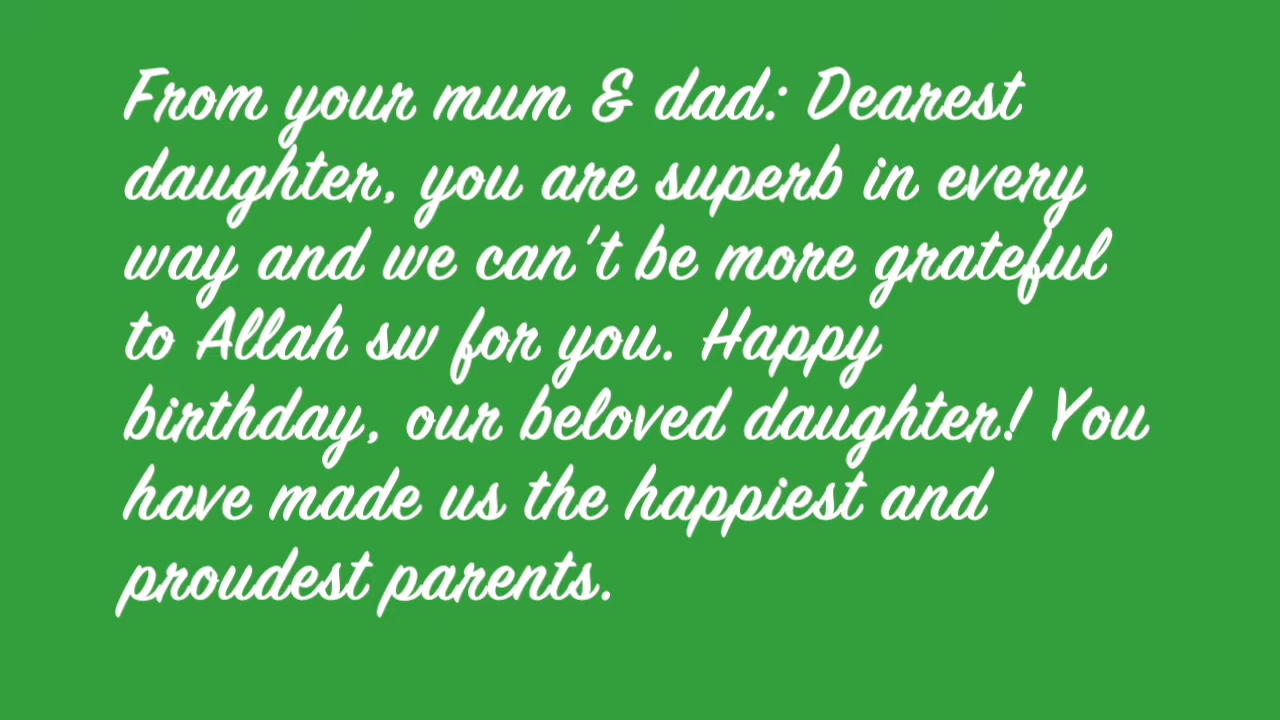 From your mum & dad: Dearest
daughter, you are superb in every
way and we can't be more grateful
to Allah sw for you. Happy
birthday, our beloved daughter! You
have made us the happiest and
proudest parents.